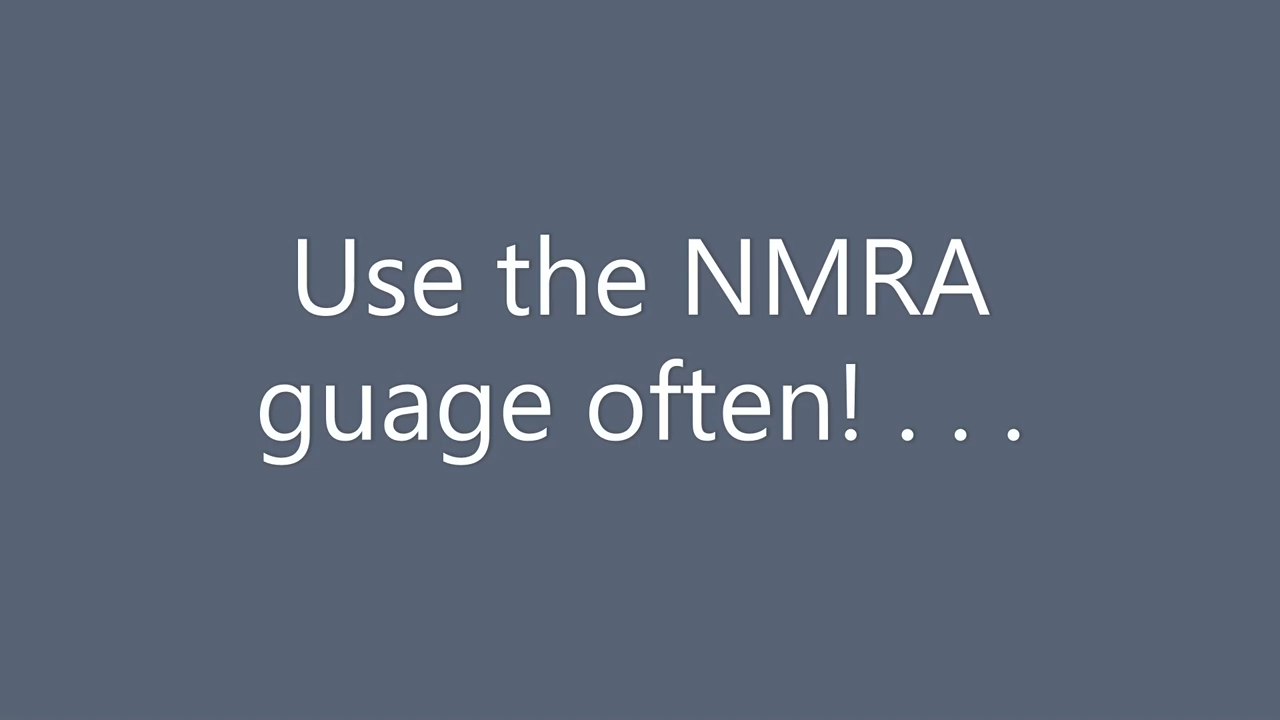 Use the NMRA
guage often! . . .